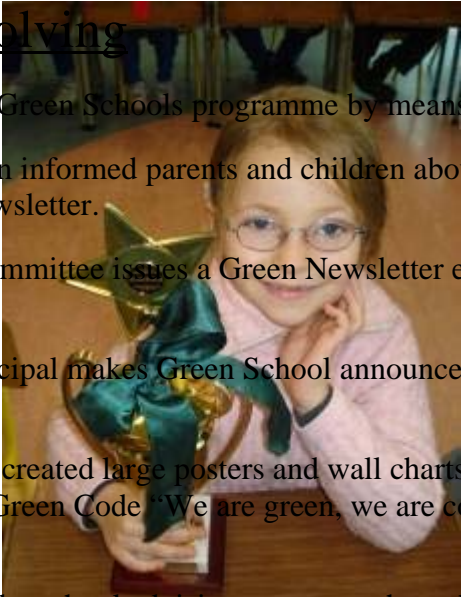 olving
Green Schools programme by means
n informed parents and children abo
wsletter.
mmittee issues a Green Newsletter e
cipal makes Green School announce
created large posters and wall charts
Green Code “We are green, we are co